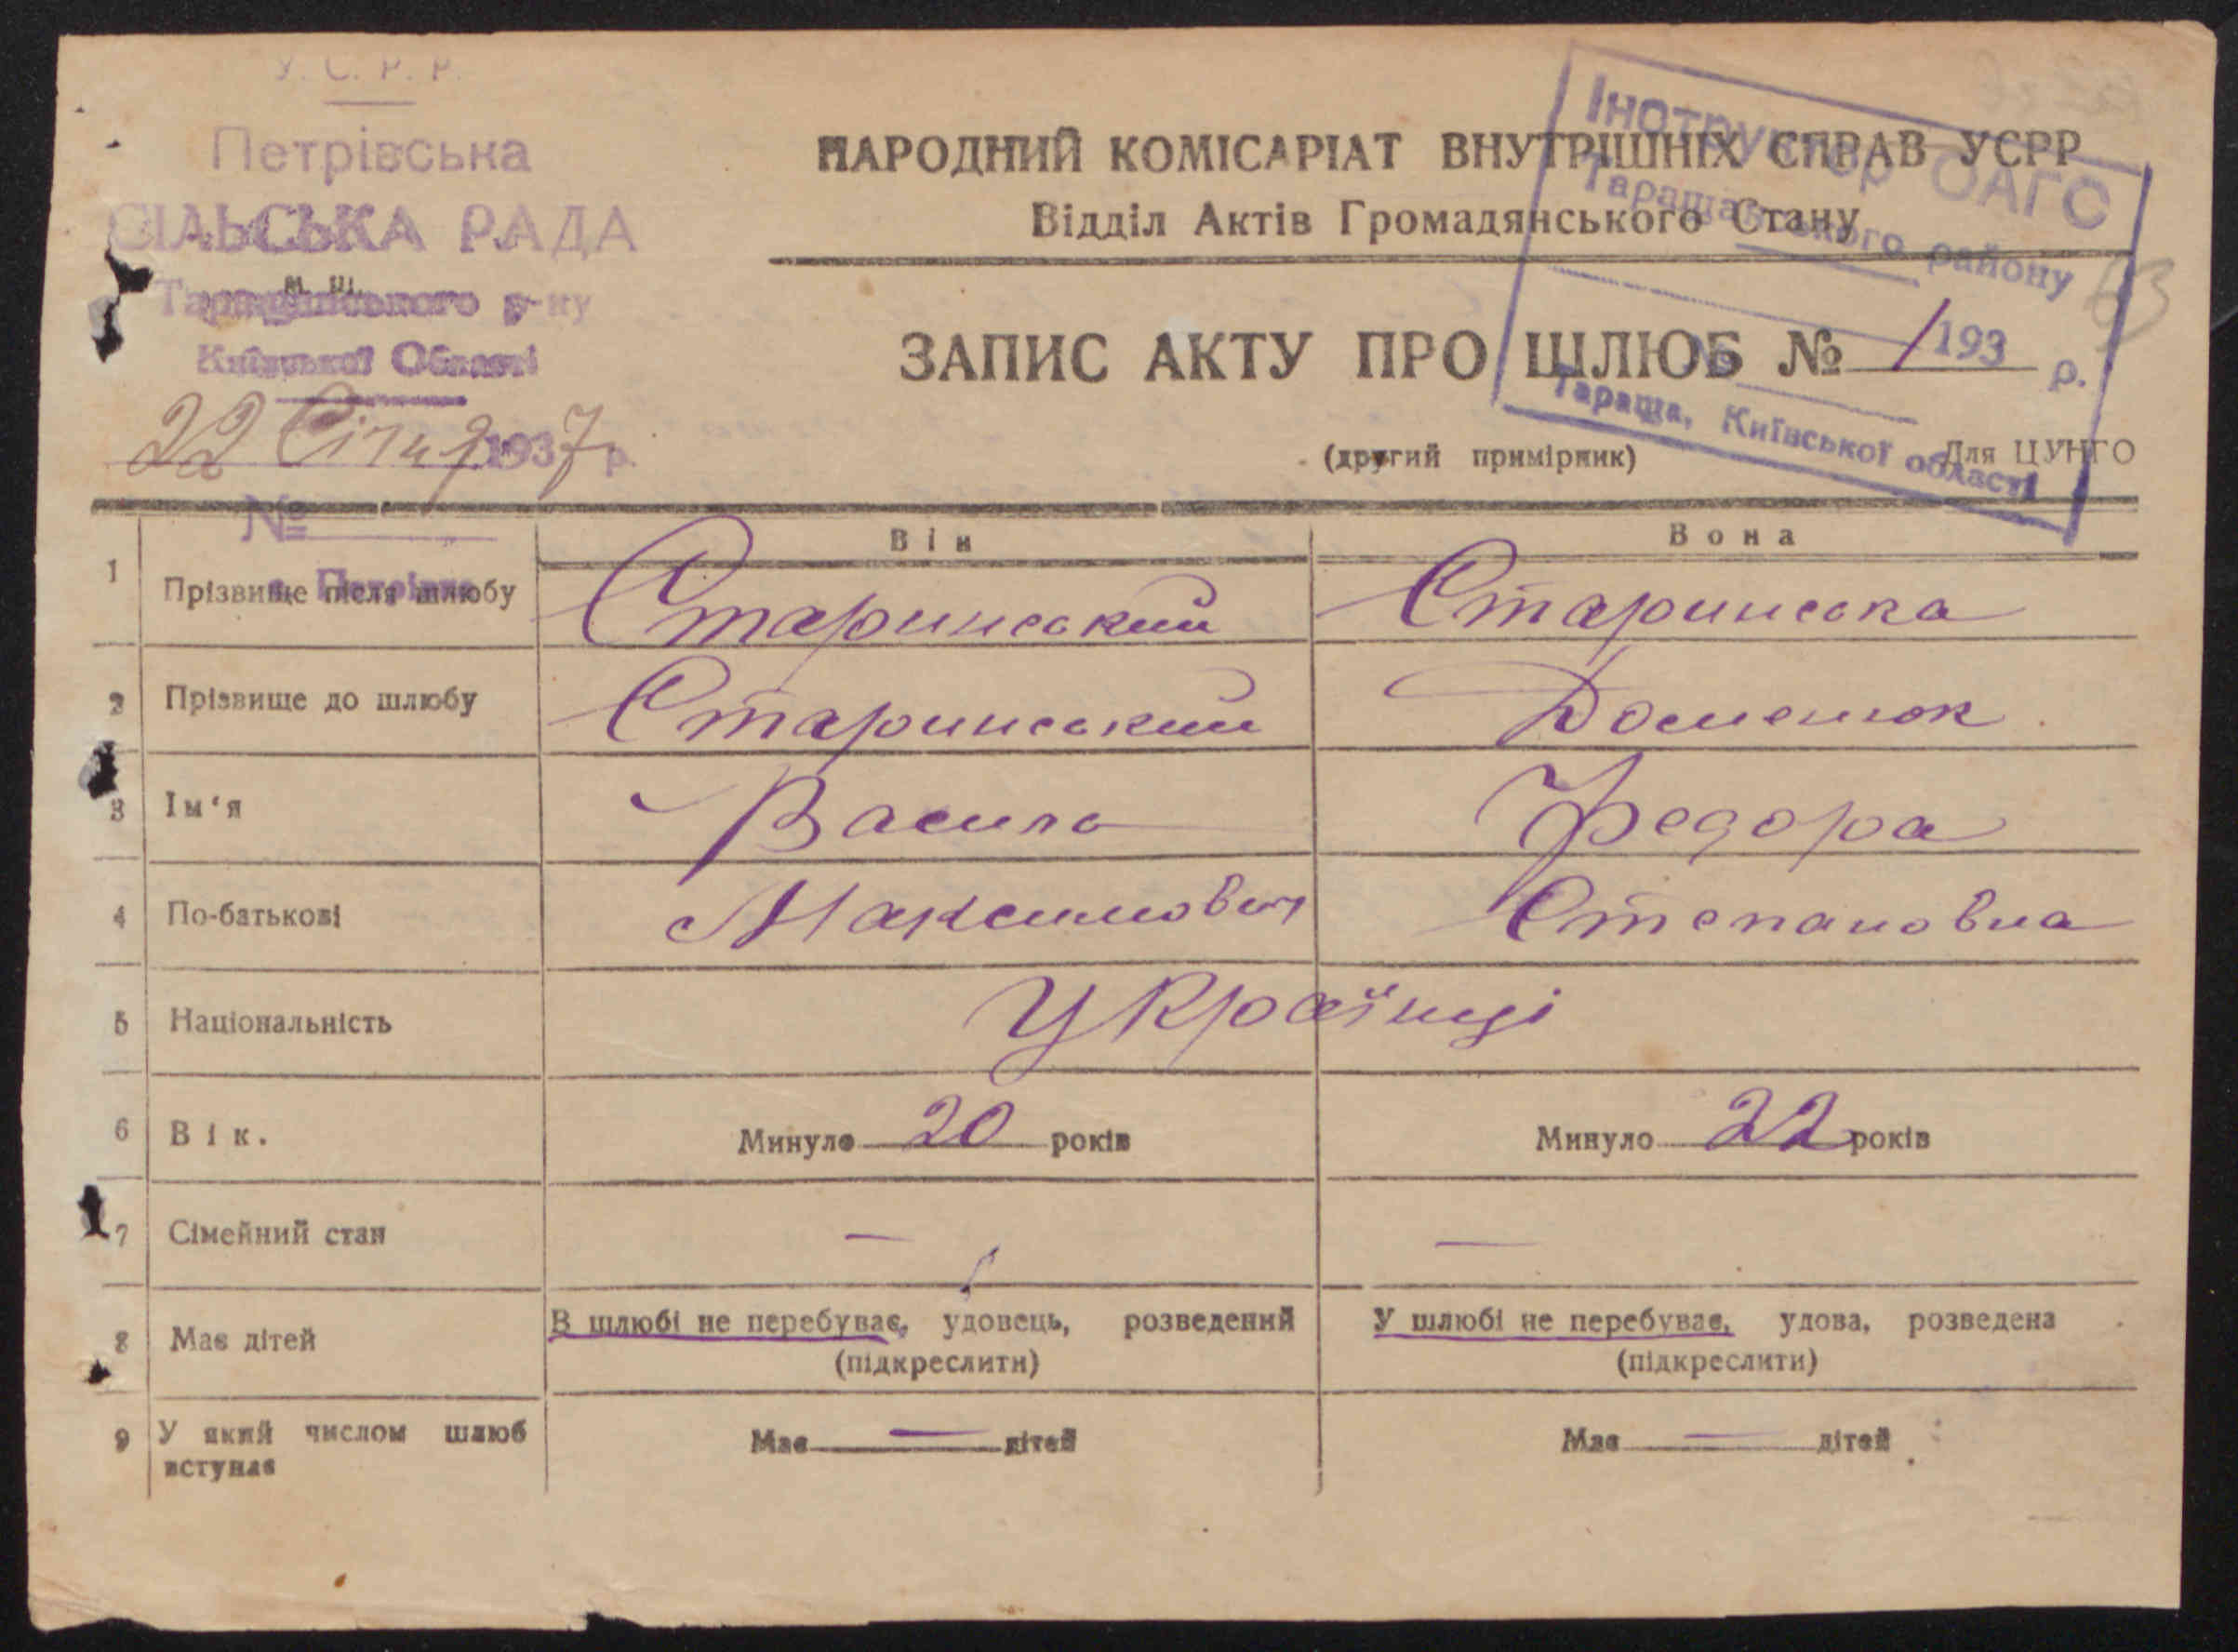 У. С. Р. Р.
Петрівська
СІЛЬСЬКА РАДА
м. ш.
Таращанського р-ну
Київської Області
22 Січня 1937 р.
№
Інструктор ОАГС
Таращанського району
193 р.
№
Тараща, Київської області
63
НАРОДНИЙ КОМІСАРІАТ ВНУТРІШНІХ СПРАВ УСРР
Відділ Актів Громадянського Стану
ЗАПИС АКТУ ПРО ШЛЮБ № 1
(другий примірник) Для ЦУНГО
Він Вона
1 Прізвище після шлюбу Старинський Старинська
с. Петрівка
2 Прізвище до шлюбу Старинський Доменюк
3 Ім‘я Василь Федора
4 По-батькові Максимович Степановна
5 Національність Українці
6 Вік. Минуло 20 років Минуло 22 років
7 Сімейний стан — —
8 Має дітей В шлюбі не перебуває, удовець, розведений У шлюбі не перебуває, удова, розведена
(підкреслити) (підкреслити)
9 У який числом шлюб Має — дітей Має — дітей
вступає